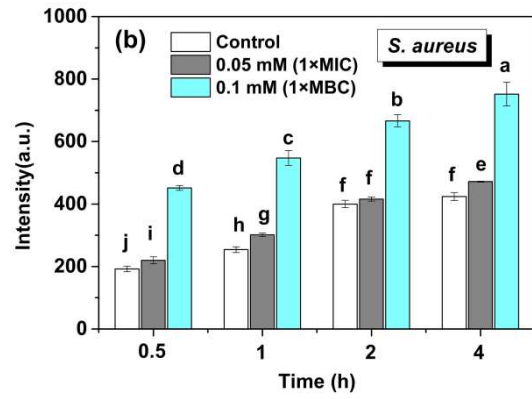 (b)
Control
0.05 mM (1×MIC)
0.1 mM (1×MBC)
S. aureus
Intensity(a.u.)
1000
800
600
400
200
0
j i d
h g c
f f b
f e a
0.5 1 2 4
Time (h)